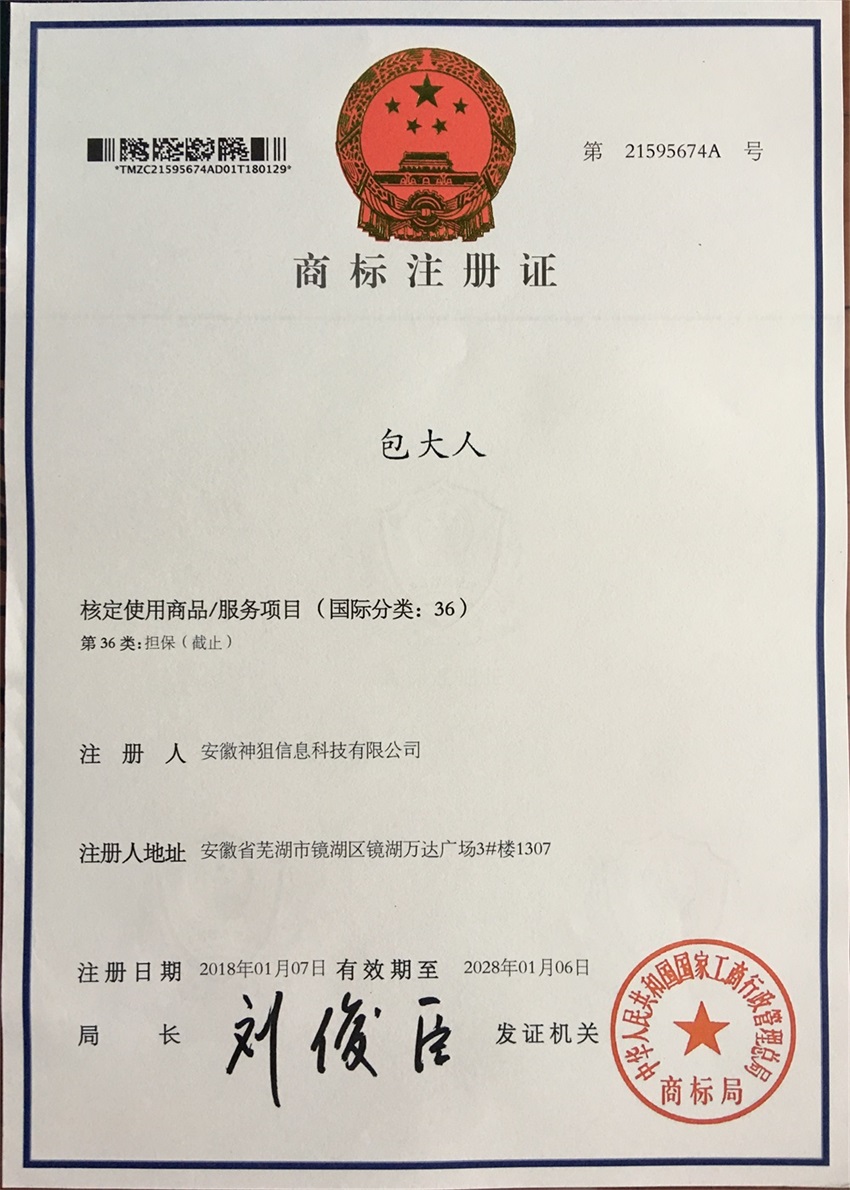 *TMZC21595674AD01T180129*
第 21595674A 号
商标注册证
包大人
核定使用商品/服务项目（国际分类：36）
第 36 类:担保（截止）
注 册 人 安徽神狙信息科技有限公司
注册人地址 安徽省芜湖市镜湖区镜湖万达广场3#楼1307
注册日期 2018年01月07日 有效期至 2028年01月06日
局 长 刘俊臣 发证机关
中华人民共和国国家工商行政管理总局
商标局